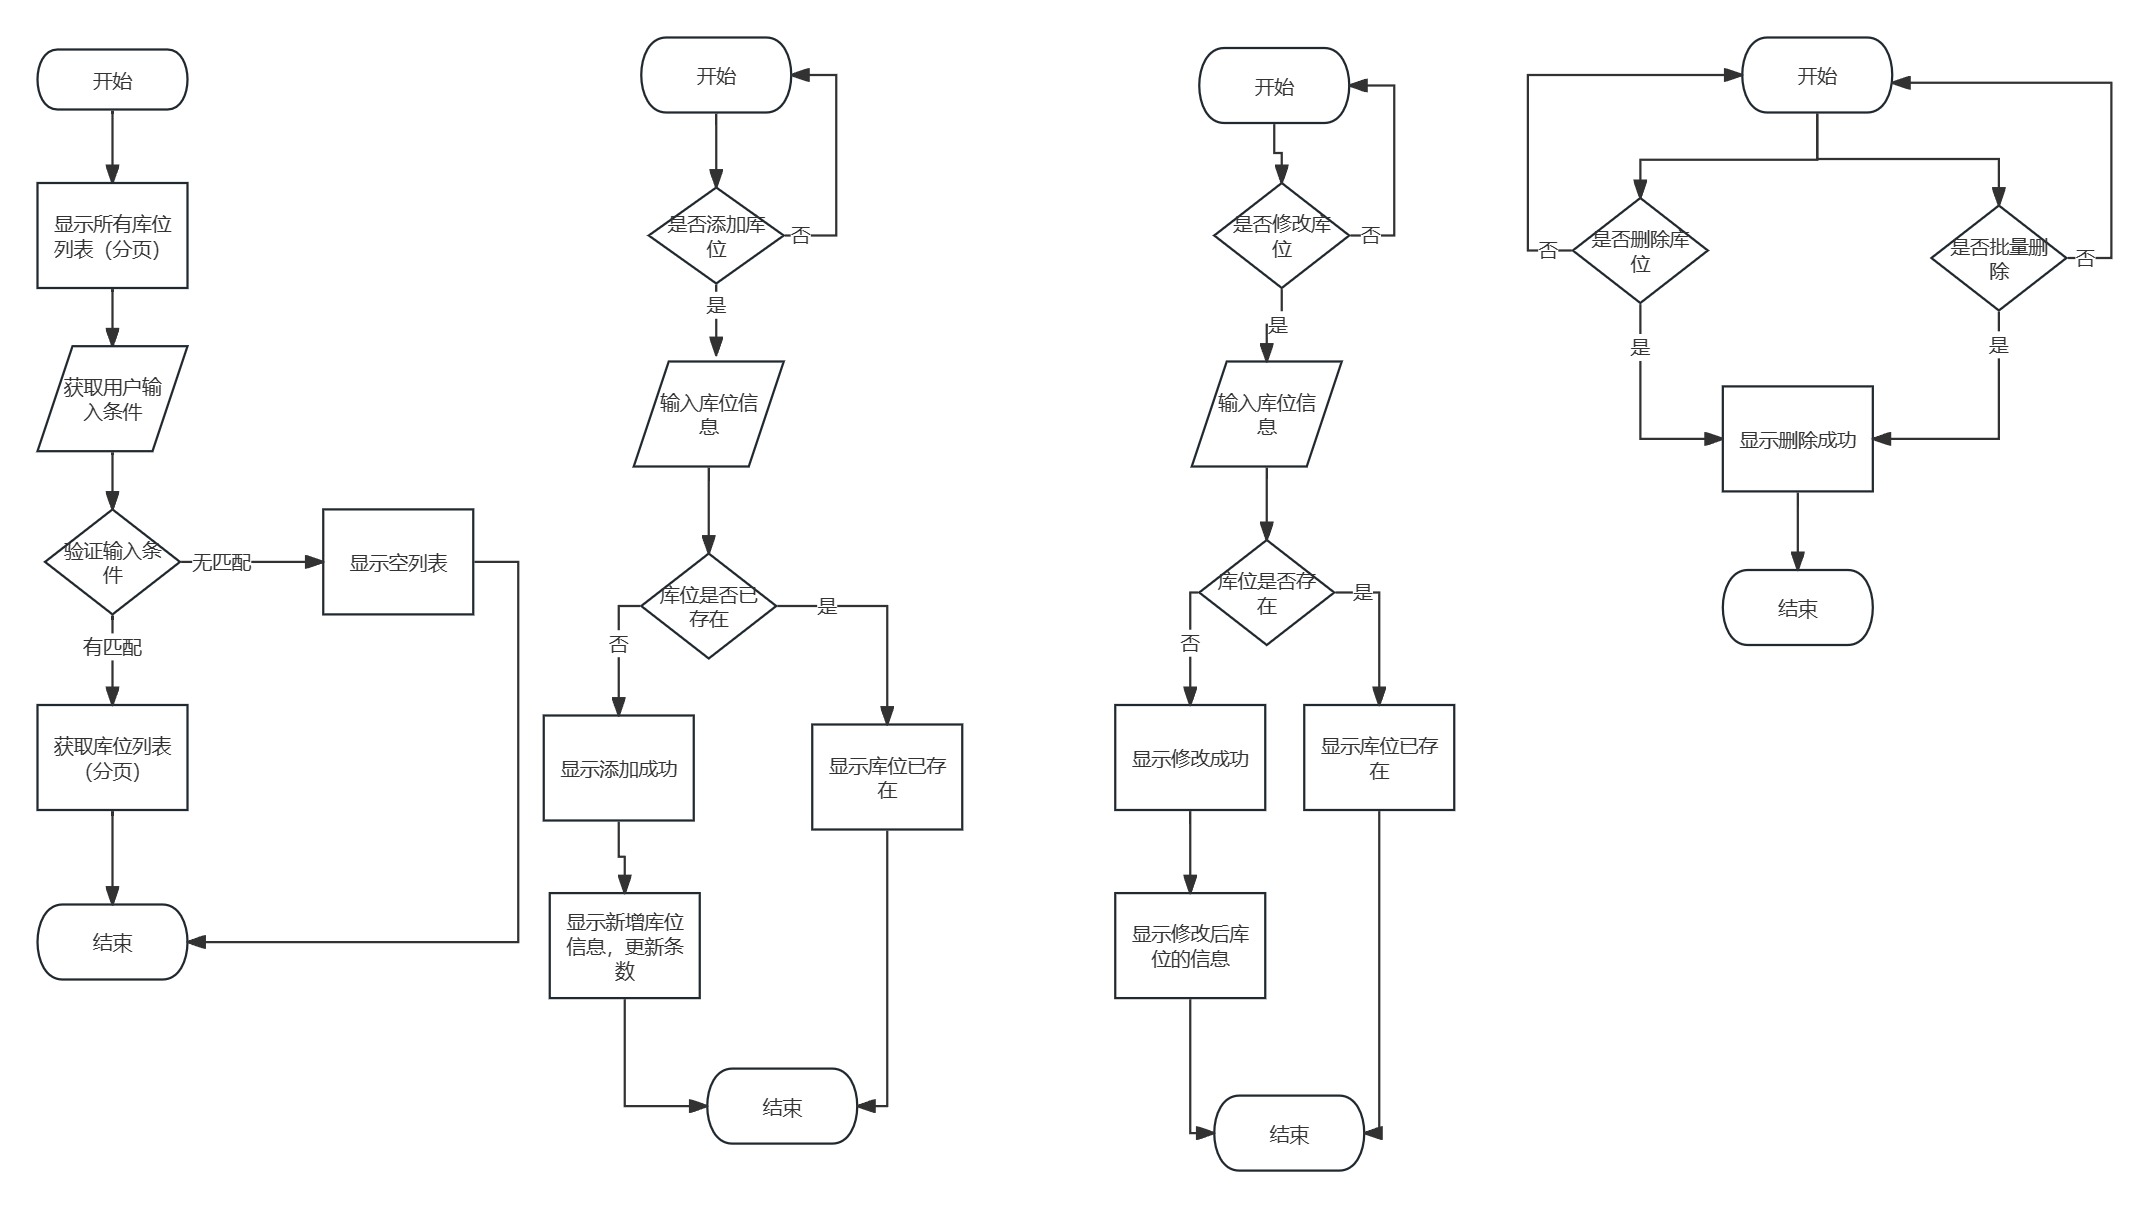 开始
显示所有库位
列表（分页）
获取用户输
入条件
验证输入条
件
无匹配
显示空列表
有匹配
获取库位列表
（分页）
结束
开始
是否添加库
位
否
是
输入库位信
息
库位是否已
存在
否
是
显示添加成功
显示库位已存
在
显示新增库位
信息，更新条
数
结束
开始
是否修改库
位
否
是
输入库位信
息
库位是否存
在
否
是
显示修改成功
显示库位已存
在
显示修改后库
位的信息
结束
开始
是否删除库
位
否
是否批量删
除
否
是
是
显示删除成功
结束